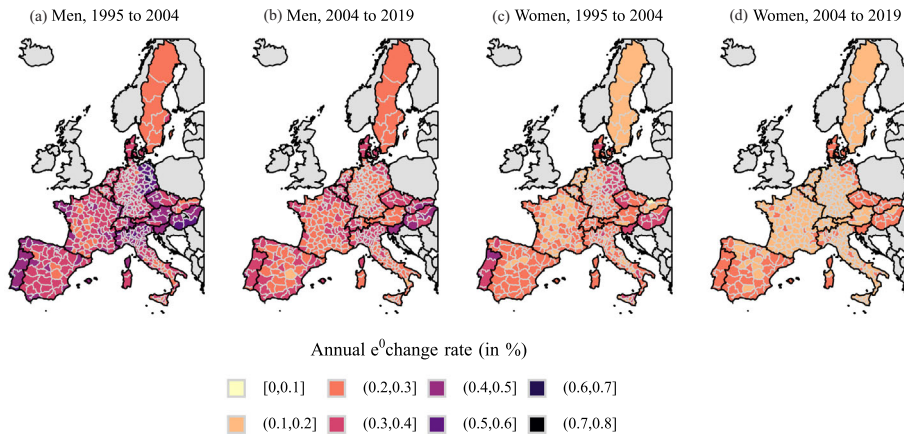 (a) Men, 1995 to 2004
(b) Men, 2004 to 2019
(c) Women, 1995 to 2004
(d) Women, 2004 to 2019
Annual e⁰change rate (in %)
[0,0.1]
(0.2,0.3]
(0.4,0.5]
(0.6,0.7]
(0.1,0.2]
(0.3,0.4]
(0.5,0.6]
(0.7,0.8]